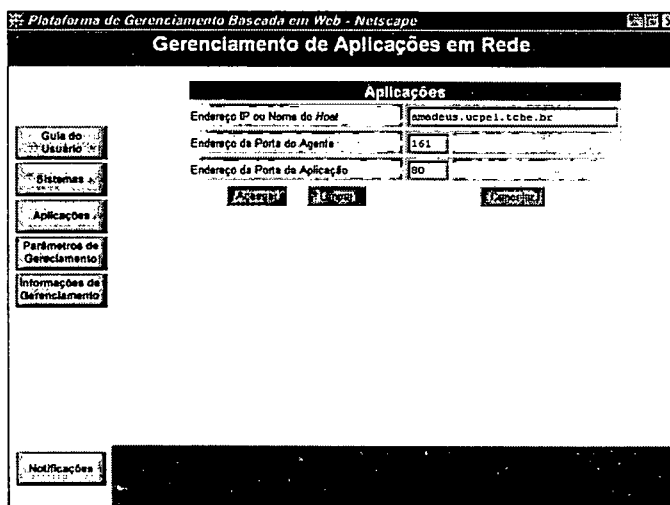 Plataforma de Gerenciamento Bascada em Web - Netscape
Gerenciamento de Aplicações em Rede
Aplicações
Endereço IP ou Nome do Host
amadeus.ucpel.tche.br
Endereço da Porta do Agente
161
Endereço da Porta da Aplicação
80
Guia do
Usuário
Sistemas
Aplicações
Parâmetros de
Gereciamento
Informações de
Gerenciamento
Notificações